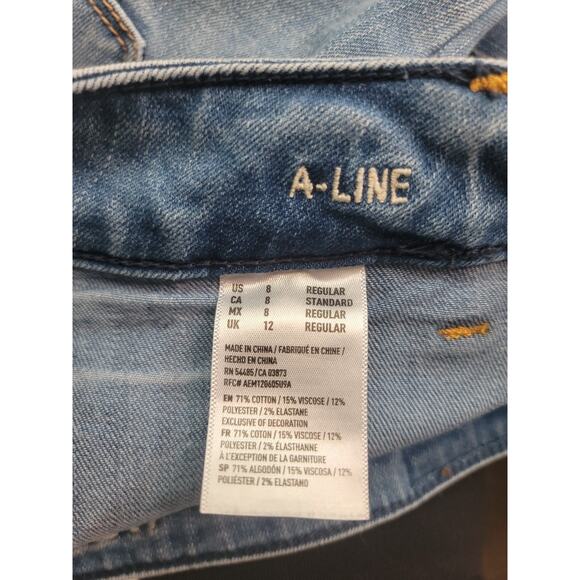 A-LINE
US 8 REGULAR
CA 8 STANDARD
MX 8 REGULAR
UK 12 REGULAR
MADE IN CHINA / FABRIQUÉ EN CHINE /
HECHO EN CHINA
RN 54485/CA 03873
RFC# AEM120605U9A
EN 71% COTTON / 15% VISCOSE / 12%
POLYESTER / 2% ELASTANE
EXCLUSIVE OF DECORATION
FR 71% COTON / 15% VISCOSE / 12%
POLYESTER / 2% ÉLASTHANNE
À L'EXCEPTION DE LA GARNITURE
SP 71% ALGODÓN / 15% VISCOSA / 12%
POLIÉSTER / 2% ELASTANO